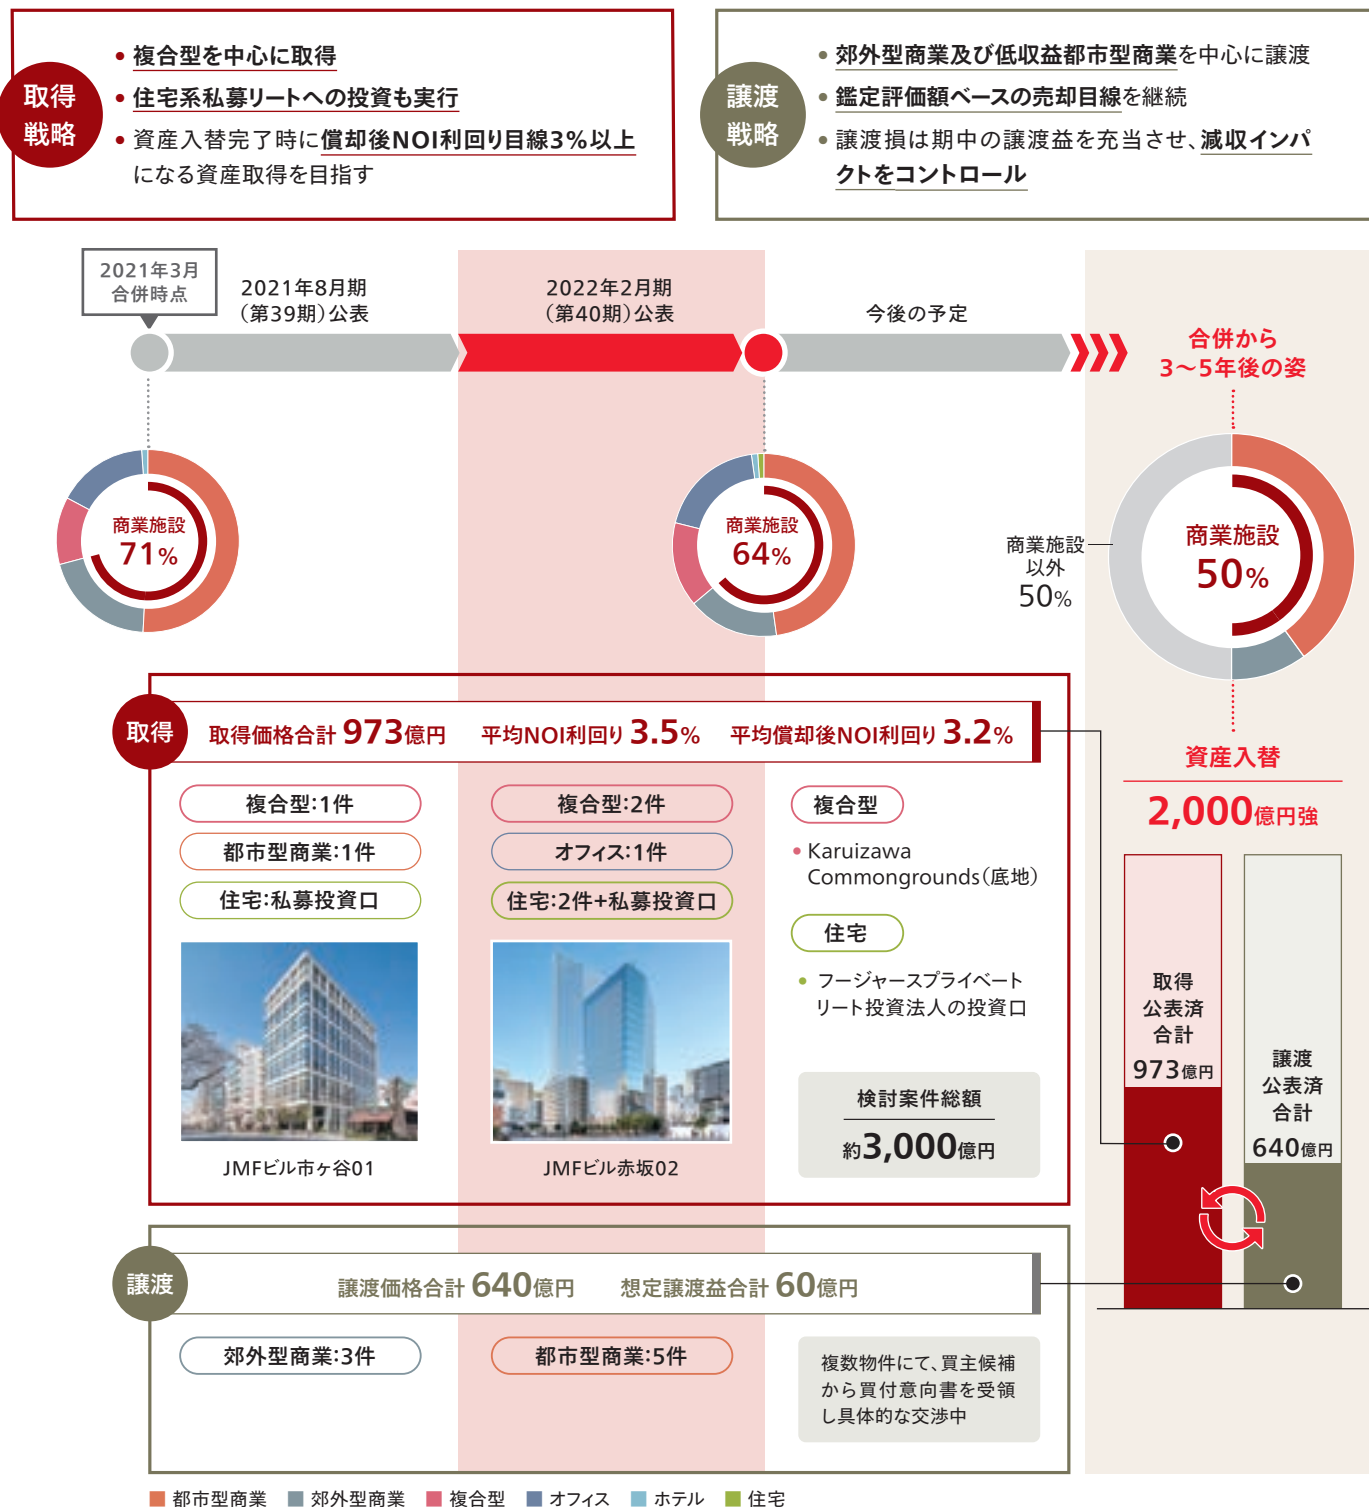 取得
戦略
• 複合型を中心に取得
• 住宅系私募リートへの投資も実行
• 資産入替完了時に償却後NOI利回り目線3%以上
になる資産取得を目指す
譲渡
戦略
• 郊外型商業及び低収益都市型商業を中心に譲渡
• 鑑定評価額ベースの売却目線を継続
• 譲渡損は期中の譲渡益を充当させ、減収インパ
クトをコントロール
2021年3月
合併時点
2021年8月期
（第39期）公表
2022年2月期
（第40期）公表
今後の予定
合併から
3〜5年後の姿
商業施設
71%
商業施設
64%
商業施設
以外
50%
商業施設
50%
取得
取得価格合計 973億円 平均NOI利回り 3.5% 平均償却後NOI利回り 3.2%
複合型:1件
都市型商業:1件
住宅:私募投資口
JMFビル市ヶ谷01
複合型:2件
オフィス:1件
住宅:2件+私募投資口
JMFビル赤坂02
複合型
• Karuizawa
Commongrounds（底地）
住宅
• フージャースプライベート
リート投資法人の投資口
検討案件総額
約3,000億円
資産入替
2,000億円強
取得
公表済
合計
973億円
譲渡
公表済
合計
640億円
譲渡
譲渡価格合計 640億円 想定譲渡益合計 60億円
郊外型商業:3件
都市型商業:5件
複数物件にて、買主候補
から買付意向書を受領
し具体的な交渉中
都市型商業 郊外型商業 複合型 オフィス ホテル 住宅